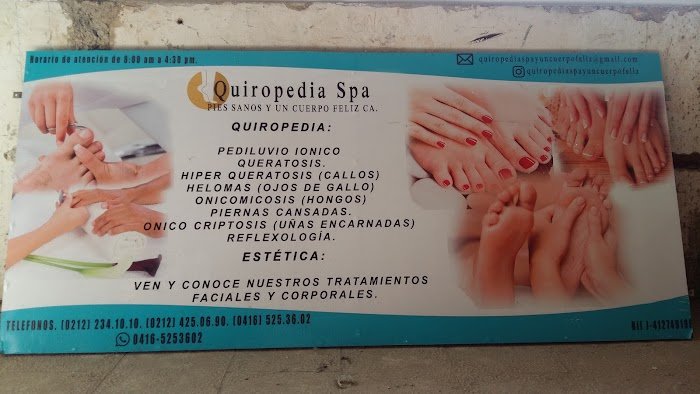 Horario de atención de 8:00 am a 4:30 pm.
quiropediaspayuncuerpofeliz@gmail.com
quiropediaspayuncuerpofeliz
Quiropedia Spa
PIES SANOS Y UN CUERPO FELIZ CA.
QUIROPEDIA:
PEDILUVIO IONICO
QUERATOSIS.
HIPER QUERATOSIS (CALLOS)
HELOMAS (OJOS DE GALLO)
ONICOMICOSIS (HONGOS)
PIERNAS CANSADAS.
ONICO CRIPTOSIS (UÑAS ENCARNADAS)
REFLEXOLOGÍA.
ESTÉTICA:
VEN Y CONOCE NUESTROS TRATAMIENTOS
FACIALES Y CORPORALES.
TELEFONOS. (0212) 234.10.10. (0212) 425.06.90. (0416) 525.36.02
0416-5253602